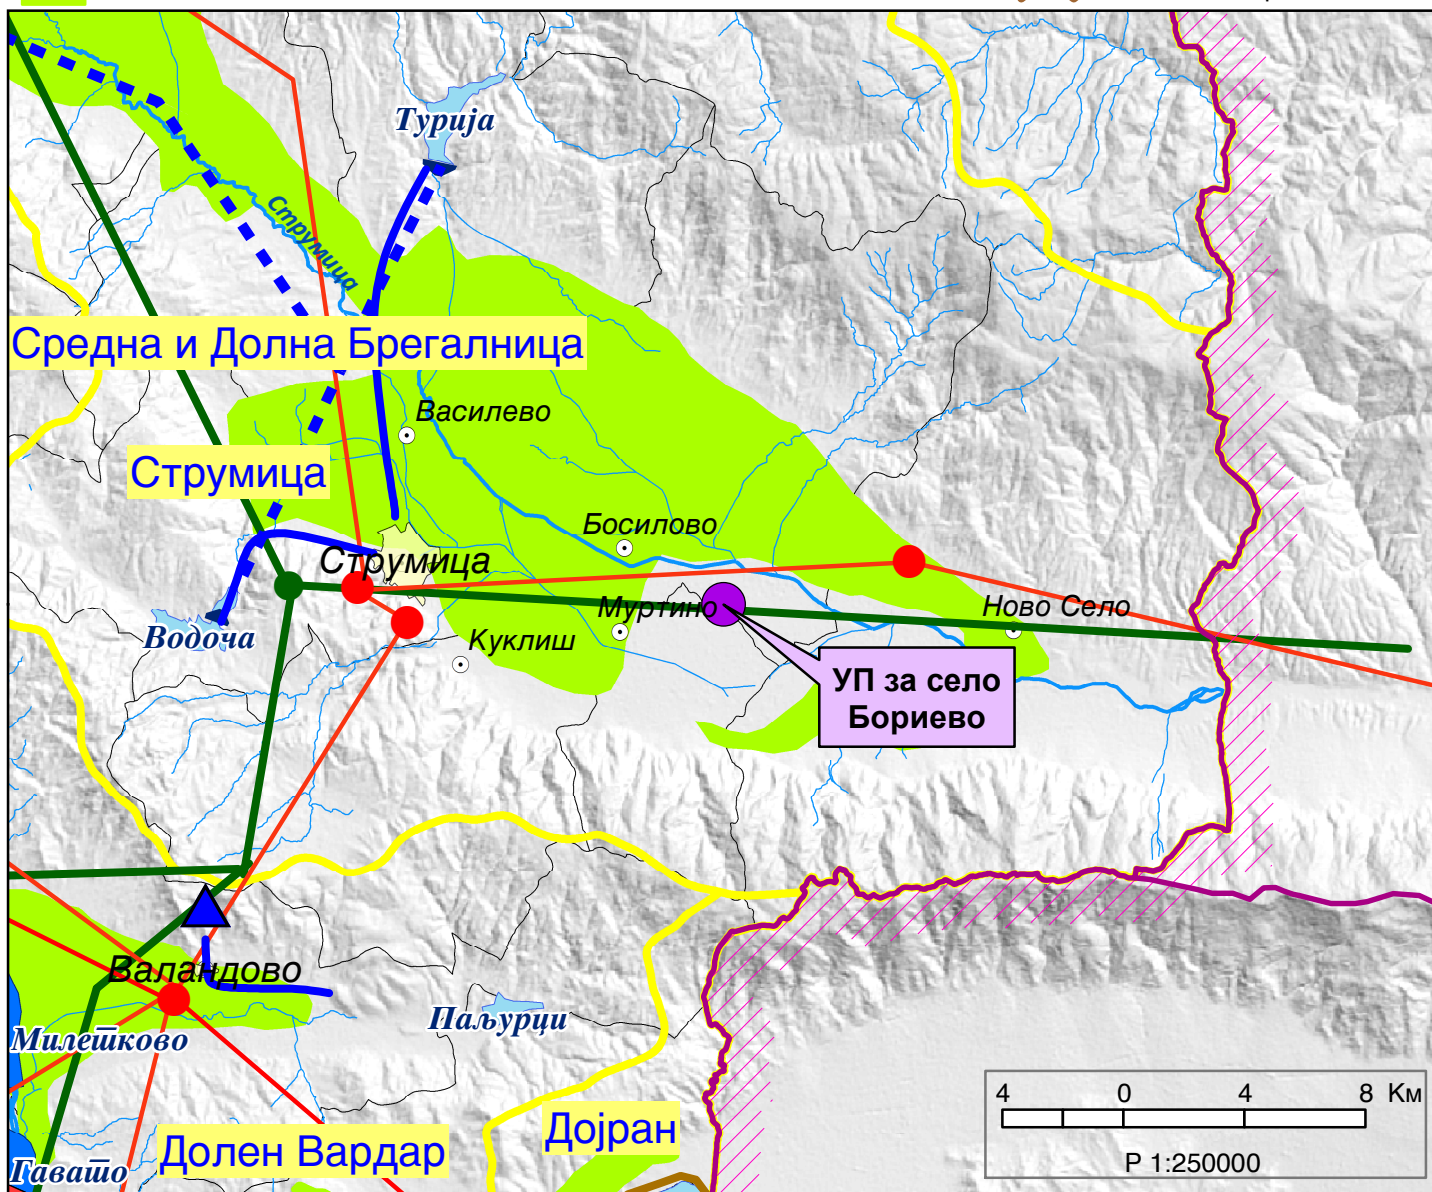 Турија
Струмица
Средна и Долна Брегалница
Василево
Струмица
Босилово
Струмица
Муртино
Ново Село
Водоча
Куклиш
УП за село
Бориево
Валандово
Паљурци
Милетково
4 0 4 8 Км
Дојран
Долен Вардар
Р 1:250000
Гавато